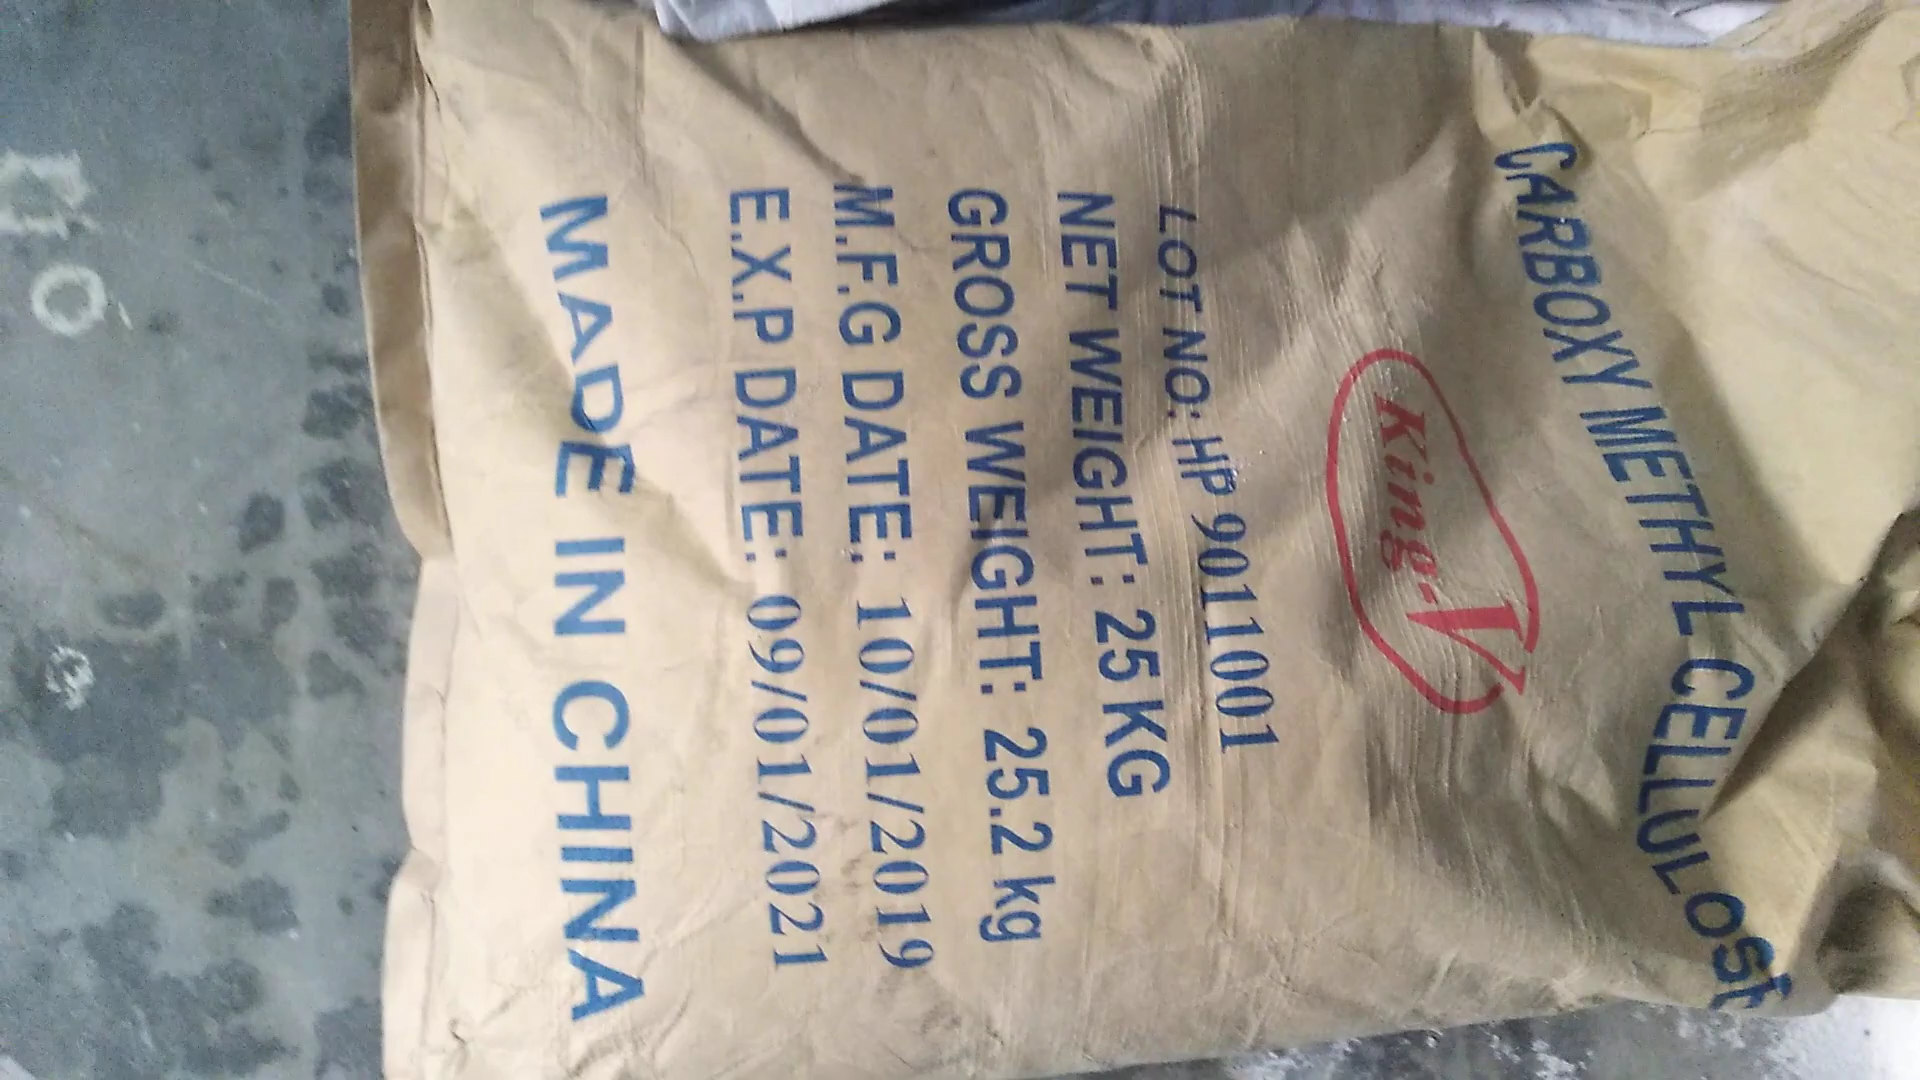 CARBOXY METHYL CELLULOSE
King-V
LOT NO: HP 9011001
NET WEIGHT: 25 KG
GROSS WEIGHT: 25.2 kg
M.F.G DATE: 10/01/2019
E.X.P DATE: 09/01/2021
MADE IN CHINA